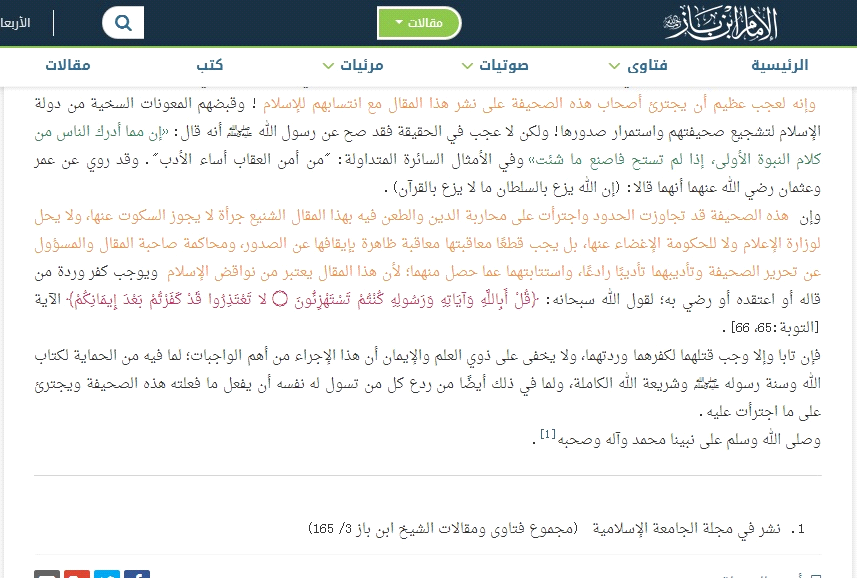 الإمام ابن باز
مقالات
الأربعا
الرئيسية
فتاوى
صوتيات
مرئيات
كتب
مقالات
وإنه لعجب عظيم أن يجترئ أصحاب هذه الصحيفة على نشر هذا المقال مع انتسابهم للإسلام ! وقبضهم المعونات السخية من دولة
الإسلام لتشجيع صحيفتهم واستمرار صدورها! ولكن لا عجب في الحقيقة فقد صح عن رسول الله ﷺ أنه قال: «إن مما أدرك الناس من
كلام النبوة الأولى، إذا لم تستح فاصنع ما شئت» وفي الأمثال السائرة المتداولة: "من أمن العقاب أساء الأدب". وقد روي عن عمر
وعثمان رضي الله عنهما أنهما قالا: (إن الله يزع بالسلطان ما لا يزع بالقرآن) .
وإن هذه الصحيفة قد تجاوزت الحدود واجترأت على محاربة الدين والطعن فيه بهذا المقال الشنيع جرأة لا يجوز السكوت عنها، ولا يحل
لوزارة الإعلام ولا للحكومة الإغضاء عنها، بل يجب قطعًا معاقبتها معاقبة ظاهرة بإيقافها عن الصدور، ومحاكمة صاحبة المقال والمسؤول
عن تحرير الصحيفة وتأديبهما تأديبًا رادعًا، واستتابتهما عما حصل منهما؛ لأن هذا المقال يعتبر من نواقض الإسلام ويوجب كفر وردة من
قاله أو اعتقده أو رضي به؛ لقول الله سبحانه: {قُلْ أَبِاللَّهِ وَآيَاتِهِ وَرَسُولِهِ كُنْتُمْ تَسْتَهْزِئُونَ ۝ لا تَعْتَذِرُوا قَدْ كَفَرْتُمْ بَعْدَ إِيمَانِكُمْ} الآية
[التوبة:65، 66] .
فإن تابا وإلا وجب قتلهما لكفرهما وردتهما، ولا يخفى على ذوي العلم والإيمان أن هذا الإجراء من أهم الواجبات؛ لما فيه من الحماية لكتاب
الله وسنة رسوله ﷺ وشريعة الله الكاملة، ولما في ذلك أيضًا من ردع كل من تسول له نفسه أن يفعل ما فعلته هذه الصحيفة ويجترئ
على ما اجترأت عليه .
وصلى الله وسلم على نبينا محمد وآله وصحبه[1] .
1. نشر في مجلة الجامعة الإسلامية (مجموع فتاوى ومقالات الشيخ ابن باز 3/ 165)